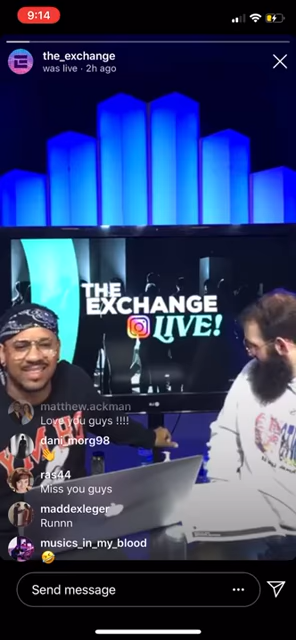 9:14
the_exchange
was live · 2h ago
THE
EXCHANGE
LIVE!
matthew.ackman
Love you guys !!!!
dani_morg98
👋
ras44
Miss you guys
maddexleger
Runnn
musics_in_my_blood
🤣
Send message